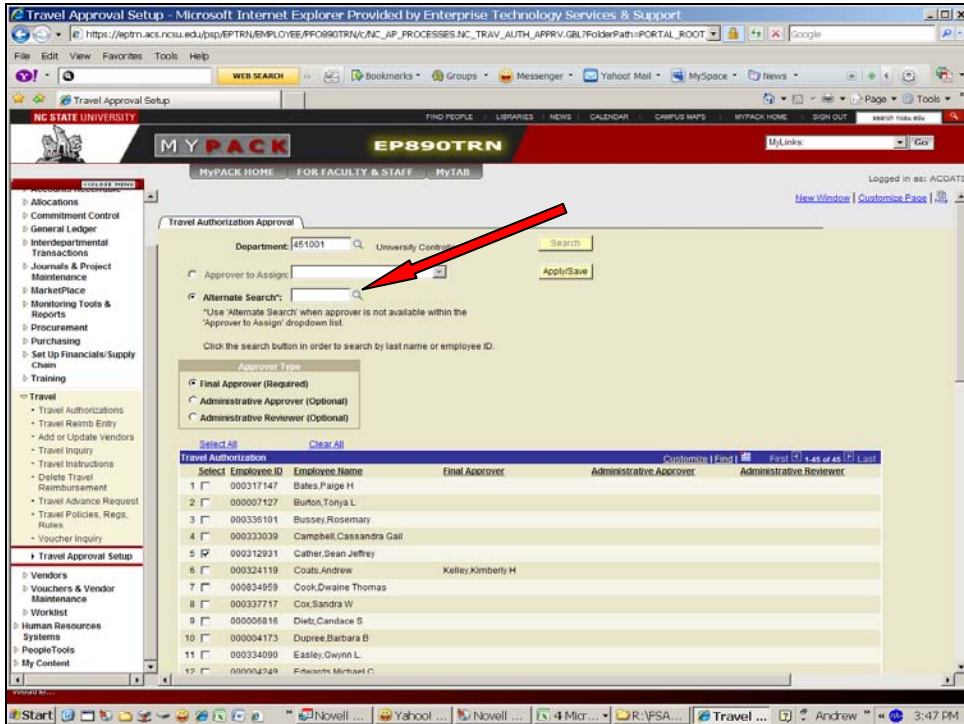 Travel Approval Setup - Microsoft Internet Explorer Provided by Enterprise Technology Services & Support
https://eptrn.acs.ncsu.edu/psp/EPTRN/EMPLOYEE/PFO890TRN/c/NC_AP_PROCESSES.NC_TRAV_AUTH_APPRV.GBL?FolderPath=PORTAL_ROOT
Google
File Edit View Favorites Tools Help
Y! WEB SEARCH Bookmarks Groups Messenger Yahoo! Mail MySpace News
Travel Approval Setup Page Tools
NC STATE UNIVERSITY FIND PEOPLE LIBRARIES NEWS CALENDAR CAMPUS MAPS MYPACK HOME SIGN OUT search ncsu edu
MYPACK EP890TRN MyLinks: Go
MyPACK HOME FOR FACULTY & STAFF MyTAB
Logged in as: ACOATS
New Window | Customize Page |
Accounts Receivable
Allocations
Commitment Control
General Ledger
Interdepartmental
Transactions
Journals & Project
Maintenance
MarketPlace
Monitoring Tools &
Reports
Procurement
Purchasing
Set Up Financials/Supply
Chain
Training
Travel
Travel Authorizations
Travel Reimb Entry
Add or Update Vendors
Travel Inquiry
Travel Instructions
Delete Travel
Reimbursement
Travel Advance Request
Travel Policies, Regs,
Rules
Voucher Inquiry
Travel Approval Setup
Vendors
Vouchers & Vendor
Maintenance
Worklist
Human Resources
Systems
PeopleTools
My Content
Travel Authorization Approval
Department: 451001 University Controll Search
Approver to Assign: Apply/Save
Alternate Search*:
*Use 'Alternate Search' when approver is not available within the
'Approver to Assign' dropdown list.
Click the search button in order to search by last name or employee ID.
Approver Type
Final Approver (Required)
Administrative Approver (Optional)
Administrative Reviewer (Optional)
Select All Clear All
Travel Authorization Customize | Find | First 1-45 of 45 Last
Select Employee ID Employee Name Final Approver Administrative Approver Administrative Reviewer
1 000317147 Bates,Paige H
2 000007127 Burton,Tonya L
3 000335101 Bussey,Rosemary
4 000333039 Campbell,Cassandra Gail
5 000312931 Cather,Sean Jeffrey
6 000324119 Coats,Andrew Kelley,Kimberly H
7 000834959 Cook,Dwaine Thomas
8 000337717 Cox,Sandra W
9 000006816 Dietz,Candace S
10 000004173 Dupree,Barbara B
11 000334090 Easley,Gwynn L.
12 000004249 Edwards,Michael C
Start Novell ... Yahoo! ... Novell ... 4 Micr... R:\FSA... Travel ... Andrew 3:47 PM